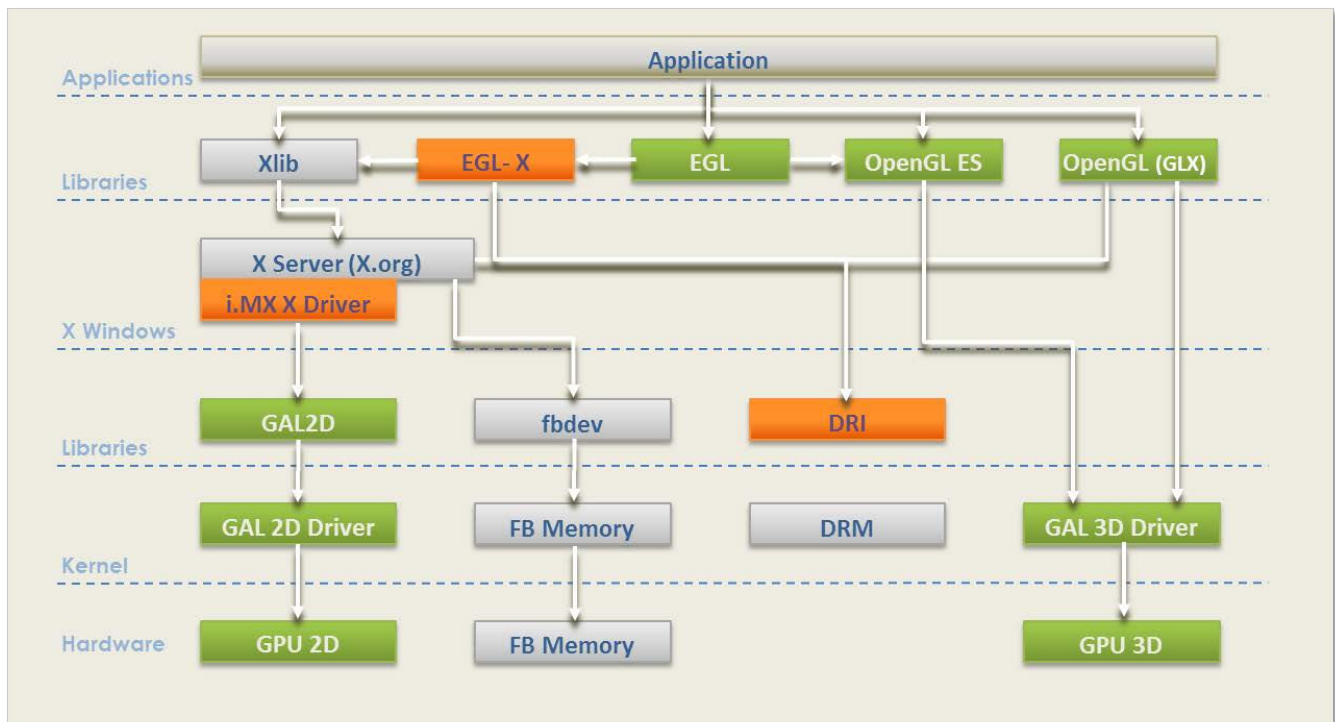 Application
Applications
Xlib
EGL- X
EGL
OpenGL ES
OpenGL (GLX)
Libraries
X Server (X.org)
i.MX X Driver
X Windows
GAL2D
fbdev
DRI
Libraries
GAL 2D Driver
FB Memory
DRM
GAL 3D Driver
Kernel
Hardware
GPU 2D
FB Memory
GPU 3D